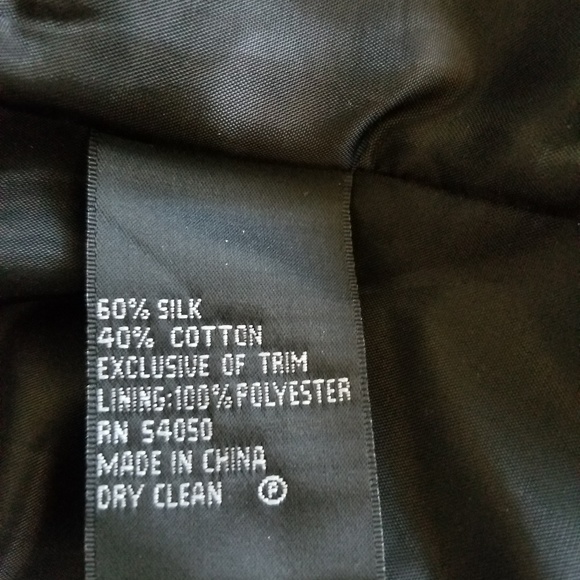 60% SILK
40% COTTON
EXCLUSIVE OF TRIM
LINING:100% POLYESTER
RN 54050
MADE IN CHINA
DRY CLEAN Ⓟ